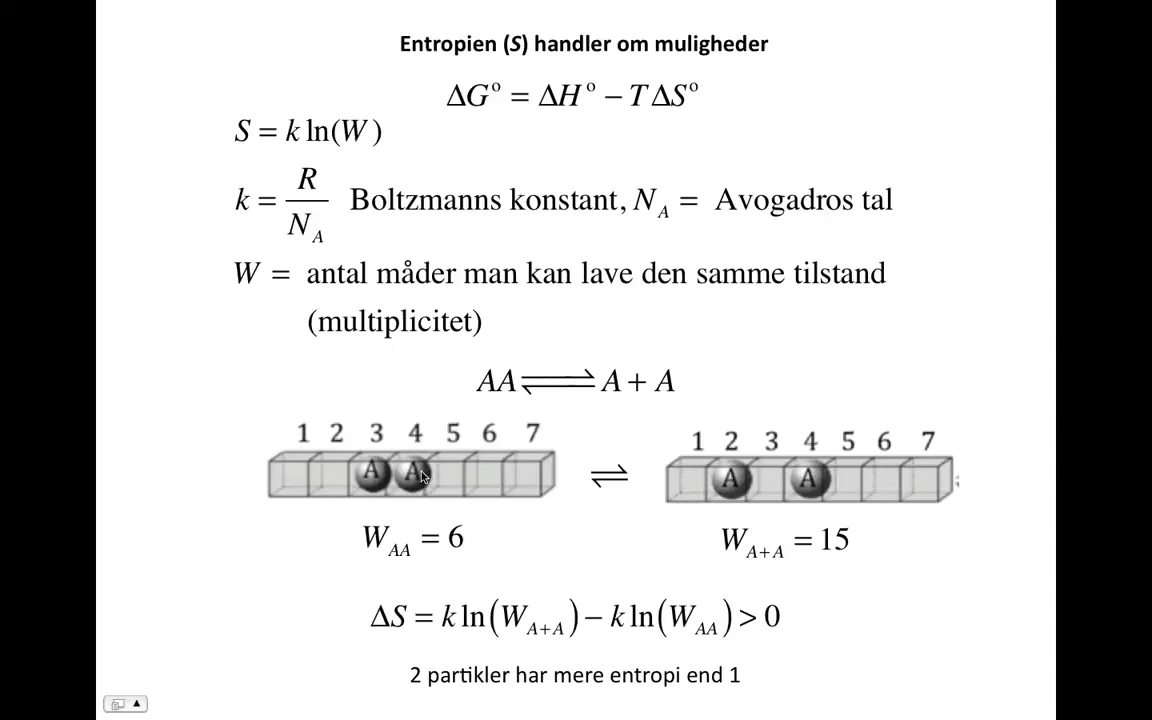 Entropien (S) handler om muligheder
ΔG° = ΔH° − TΔS°
S = k ln(W)
k = R / N_A Boltzmanns konstant, N_A = Avogadros tal
W = antal måder man kan lave den samme tilstand
(multiplicitet)
AA ⇌ A + A
1 2 3 4 5 6 7
A A
1 2 3 4 5 6 7
A A
⇌
W_AA = 6
W_A+A = 15
ΔS = k ln(W_A+A) − k ln(W_AA) > 0
2 partikler har mere entropi end 1